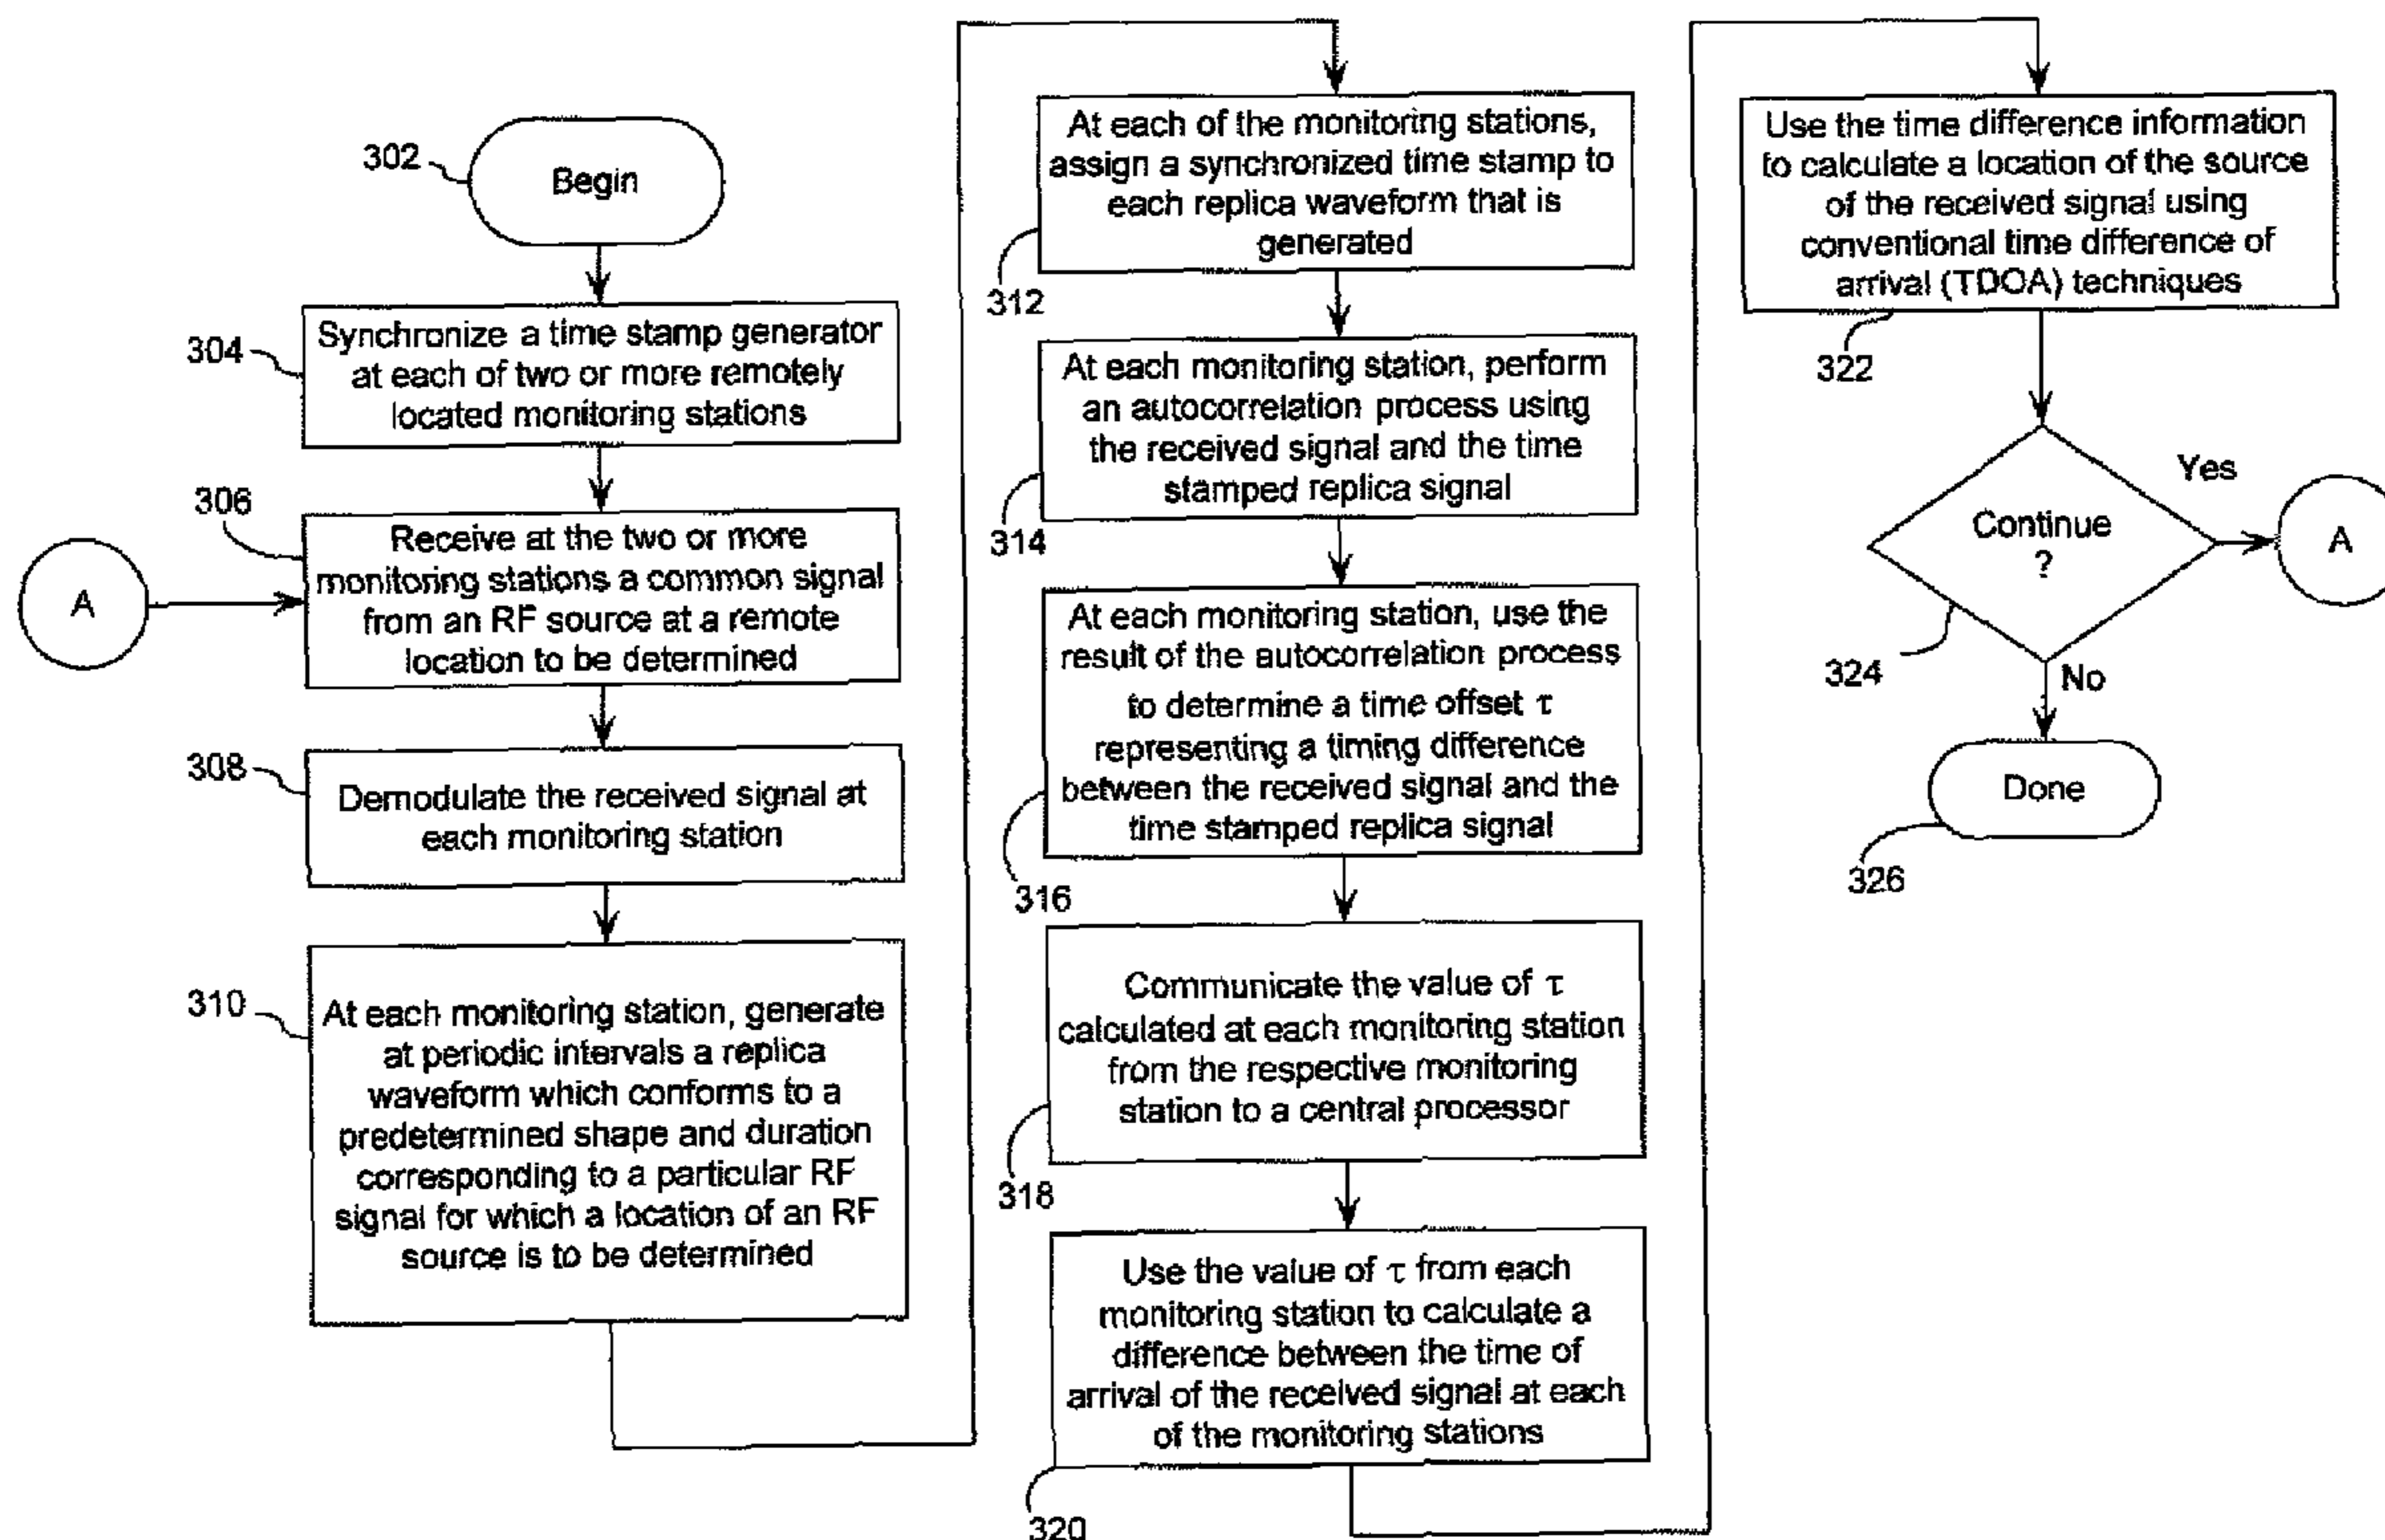 302
Begin
304
Synchronize a time stamp generator
at each of two or more remotely
located monitoring stations
306
A
Receive at the two or more
monitoring stations a common signal
from an RF source at a remote
location to be determined
308
Demodulate the received signal at
each monitoring station
310
At each monitoring station, generate
at periodic intervals a replica
waveform which conforms to a
predetermined shape and duration
corresponding to a particular RF
signal for which a location of an RF
source is to be determined
At each of the monitoring stations,
assign a synchronized time stamp to
each replica waveform that is
generated
312
At each monitoring station, perform
an autocorrelation process using
the received signal and the time
stamped replica signal
314
At each monitoring station, use the
result of the autocorrelation process
to determine a time offset τ
representing a timing difference
between the received signal and the
time stamped replica signal
316
Communicate the value of τ
calculated at each monitoring station
from the respective monitoring
station to a central processor
318
Use the value of τ from each
monitoring station to calculate a
difference between the time of
arrival of the received signal at each
of the monitoring stations
320
Use the time difference information
to calculate a location of the source
of the received signal using
conventional time difference of
arrival (TDOA) techniques
322
Continue
?
Yes
A
324
No
Done
326